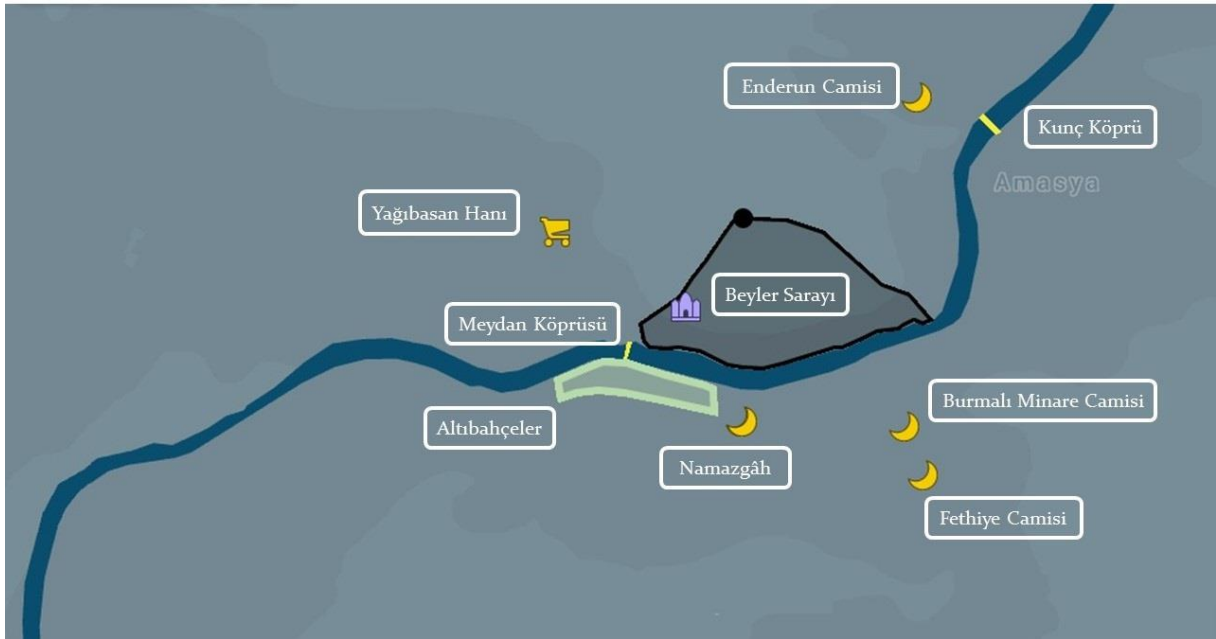 Enderun Camisi
Kunç Köprü
Amasya
Yağıbasan Hanı
Beyler Sarayı
Meydan Köprüsü
Burmalı Minare Camisi
Altıbahçeler
Namazgâh
Fethiye Camisi